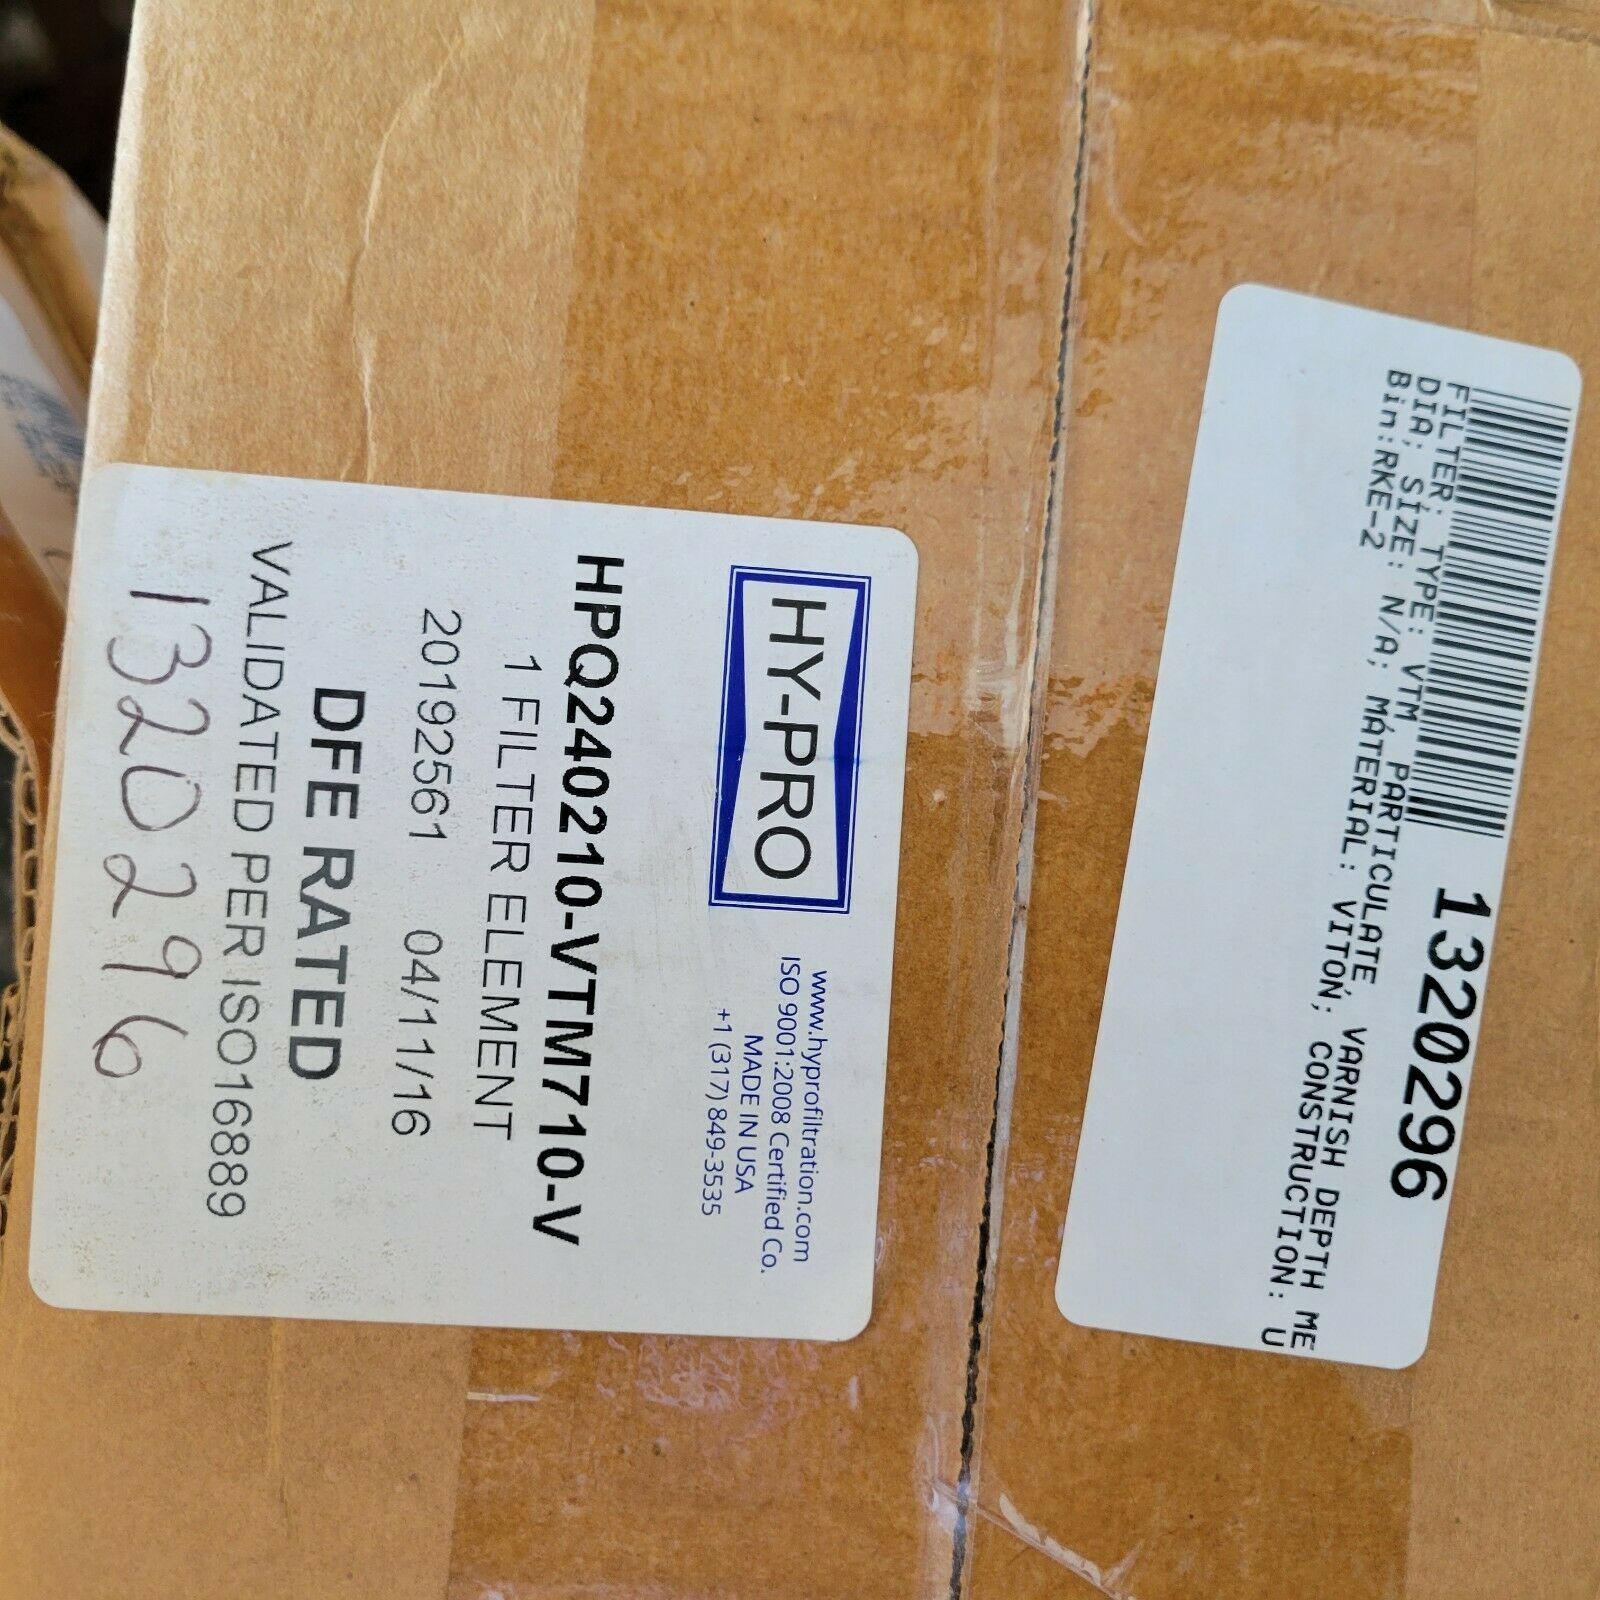 HY-PRO
www.hyprofiltration.com
ISO 9001:2008 Certified Co.
MADE IN USA
+1 (317) 849-3535
HPQ240210-VTM710-V
1 FILTER ELEMENT
20192561 04/11/16
DFE RATED
VALIDATED PER ISO16889
1320296
1320296
FILTER; TYPE: VTM, PARTICULATE, VARNISH DEPTH ME
DIA; SIZE: N/A; MATERIAL: VITON; CONSTRUCTION: U
Bin:RKE-2